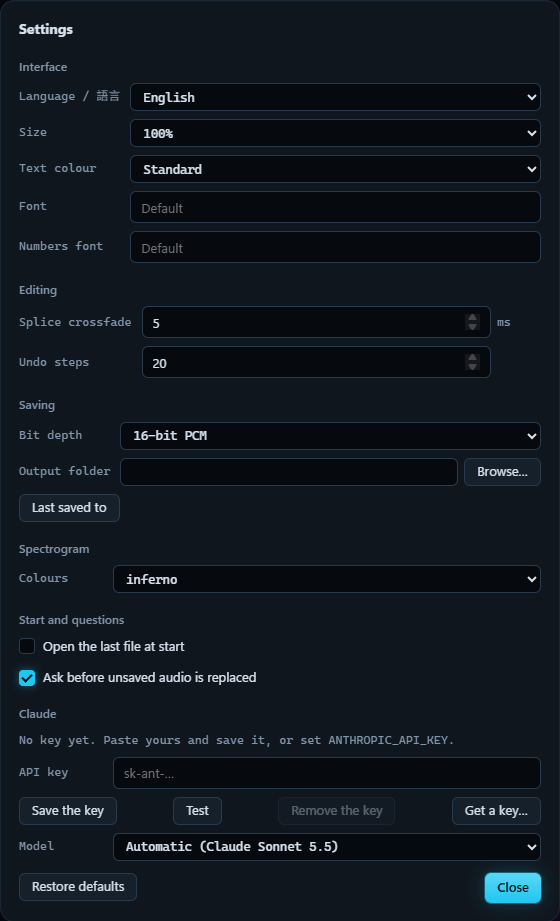 Settings
Interface
Language / 語言 English
Size 100%
Text colour Standard
Font Default
Numbers font Default
Editing
Splice crossfade 5 ms
Undo steps 20
Saving
Bit depth 16-bit PCM
Output folder Browse...
Last saved to
Spectrogram
Colours inferno
Start and questions
Open the last file at start
Ask before unsaved audio is replaced
Claude
No key yet. Paste yours and save it, or set ANTHROPIC_API_KEY.
API key sk-ant-...
Save the key Test Remove the key Get a key...
Model Automatic (Claude Sonnet 5.5)
Restore defaults Close